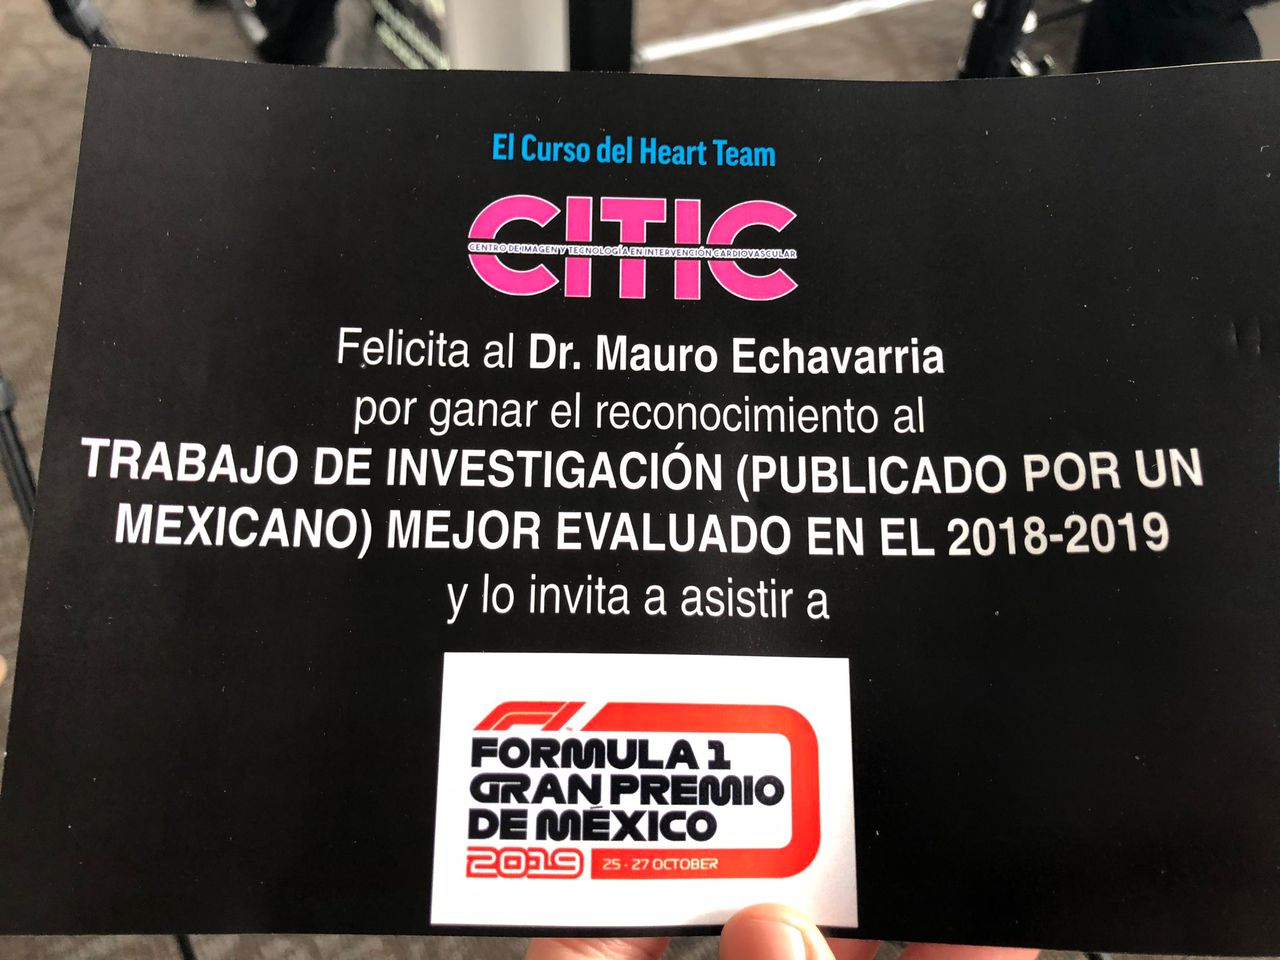 El Curso del Heart Team
CITIC
CENTRO DE IMAGEN Y TECNOLOGÍA EN INTERVENCIÓN CARDIOVASCULAR
Felicita al Dr. Mauro Echavarria
por ganar el reconocimiento al
TRABAJO DE INVESTIGACIÓN (PUBLICADO POR UN
MEXICANO) MEJOR EVALUADO EN EL 2018-2019
y lo invita a asistir a
F1
FORMULA 1
GRAN PREMIO
DE MÉXICO
2019 25 - 27 OCTOBER